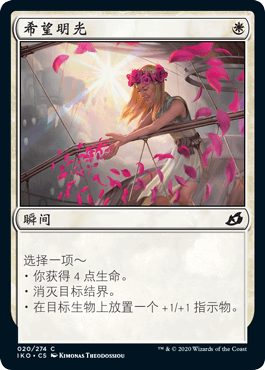 希望明光
瞬间
选择一项～
• 你获得 4 点生命。
• 消灭目标结界。
• 在目标生物上放置一个 +1/+1 指示物。
020/274 C
IKO • CS KIMONAS THEODOSSIOU
™ & © 2020 Wizards of the Coast